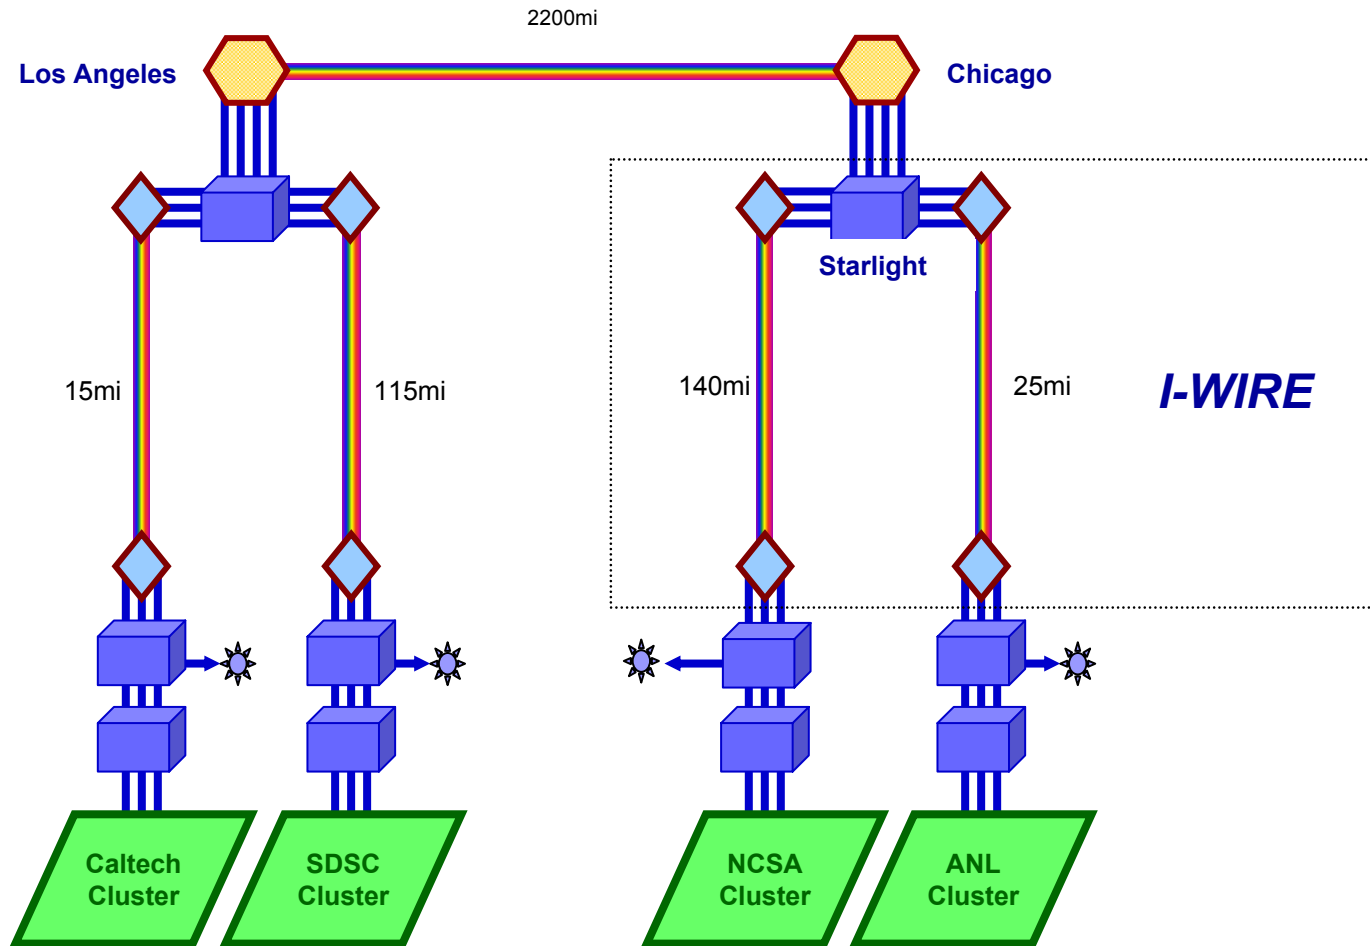 2200mi
Los Angeles
Chicago
Starlight
15mi
115mi
140mi
25mi
I-WIRE
Caltech
Cluster
SDSC
Cluster
NCSA
Cluster
ANL
Cluster